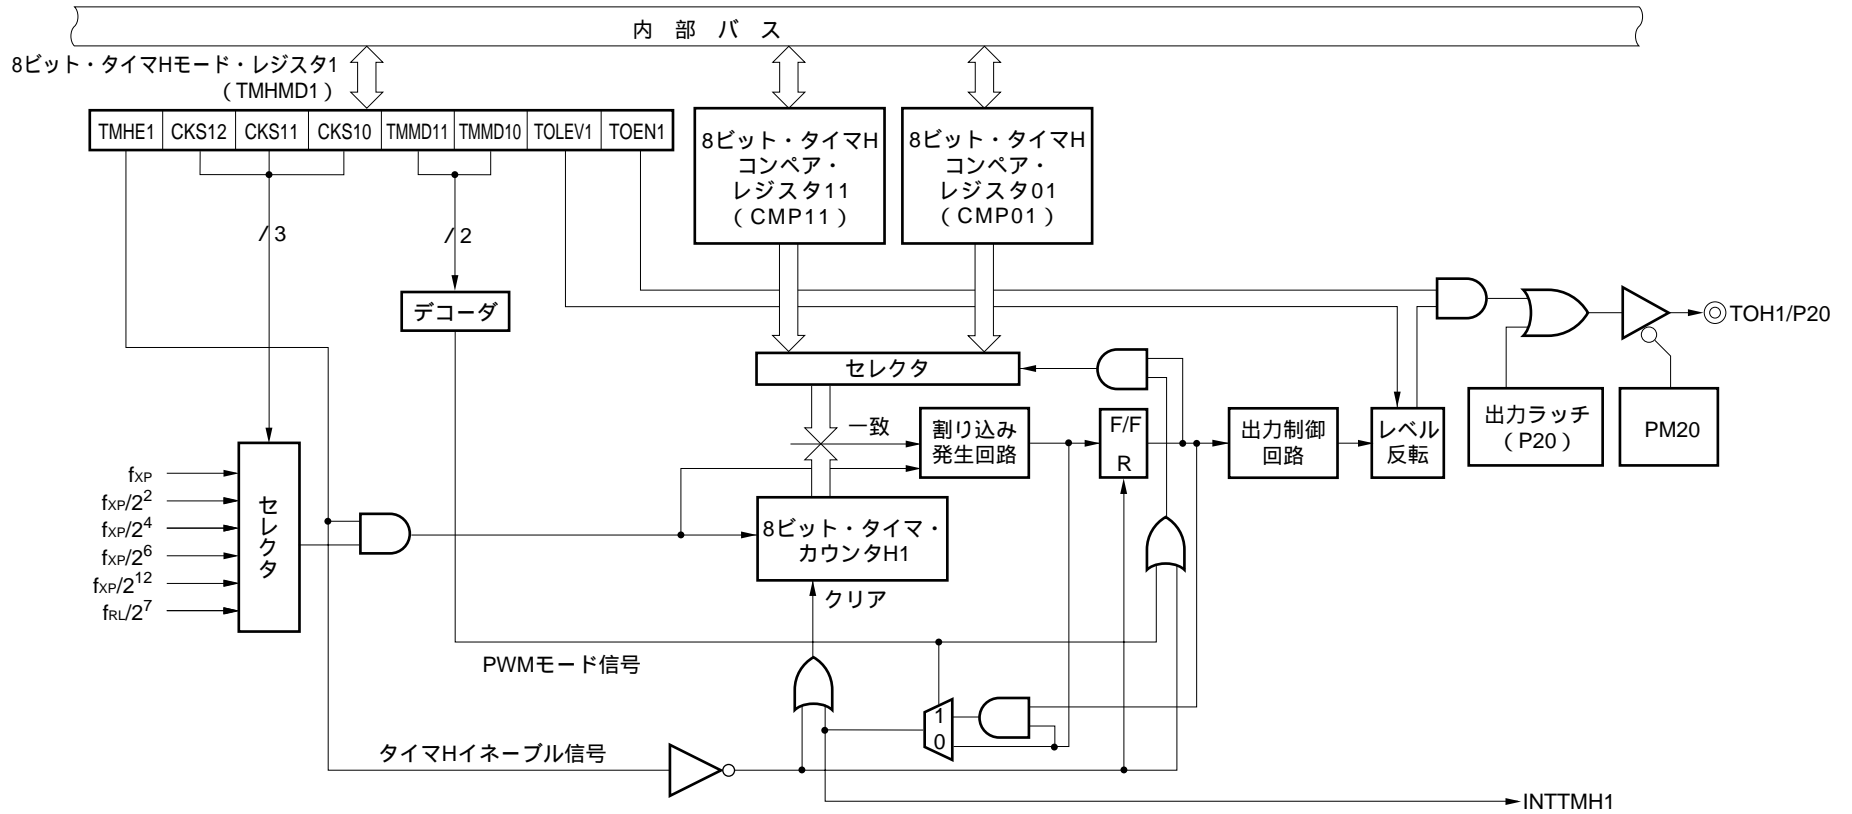 内 部 バ ス
8ビット・タイマHモード・レジスタ1
（TMHMD1）
TMHE1 CKS12 CKS11 CKS10 TMMD11 TMMD10 TOLEV1 TOEN1
8ビット・タイマH
コンペア・
レジスタ11
（CMP11）
8ビット・タイマH
コンペア・
レジスタ01
（CMP01）
3
2
デコーダ
TOH1/P20
セレクタ
一致
割り込み
発生回路
F/F
R
出力制御
回路
レベル
反転
出力ラッチ
（P20）
PM20
fXP
fXP/2^2
fXP/2^4
fXP/2^6
fXP/2^12
fRL/2^7
セレクタ
8ビット・タイマ・
カウンタH1
クリア
PWMモード信号
1
0
タイマHイネーブル信号
INTTMH1